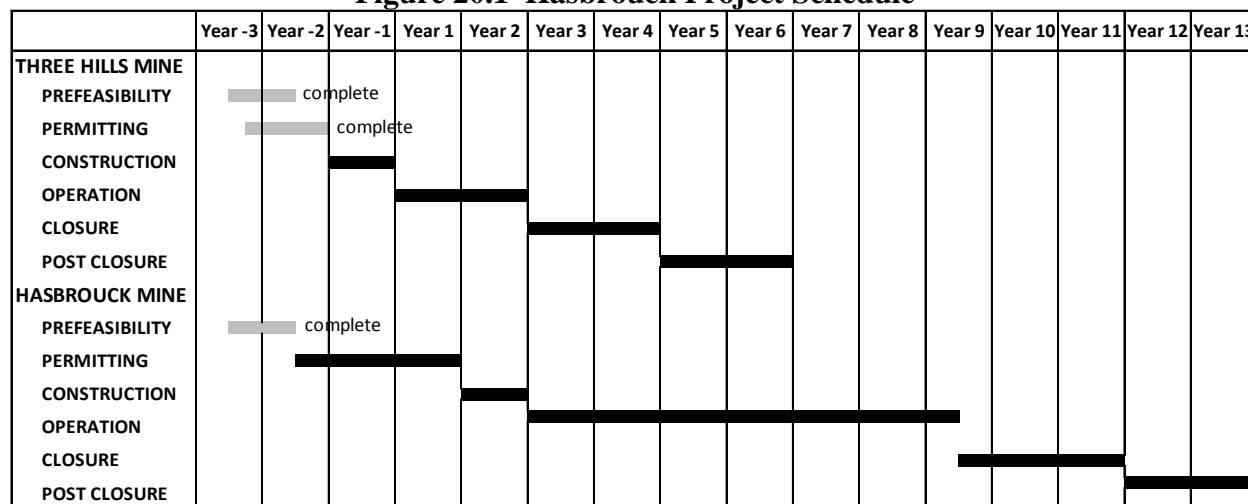 Figure 20.1 Hasbrouck Project Schedule
Year -3 Year -2 Year -1 Year 1 Year 2 Year 3 Year 4 Year 5 Year 6 Year 7 Year 8 Year 9 Year 10 Year 11 Year 12 Year 13
THREE HILLS MINE
PREFEASIBILITY complete
PERMITTING complete
CONSTRUCTION
OPERATION
CLOSURE
POST CLOSURE
HASBROUCK MINE
PREFEASIBILITY complete
PERMITTING
CONSTRUCTION
OPERATION
CLOSURE
POST CLOSURE